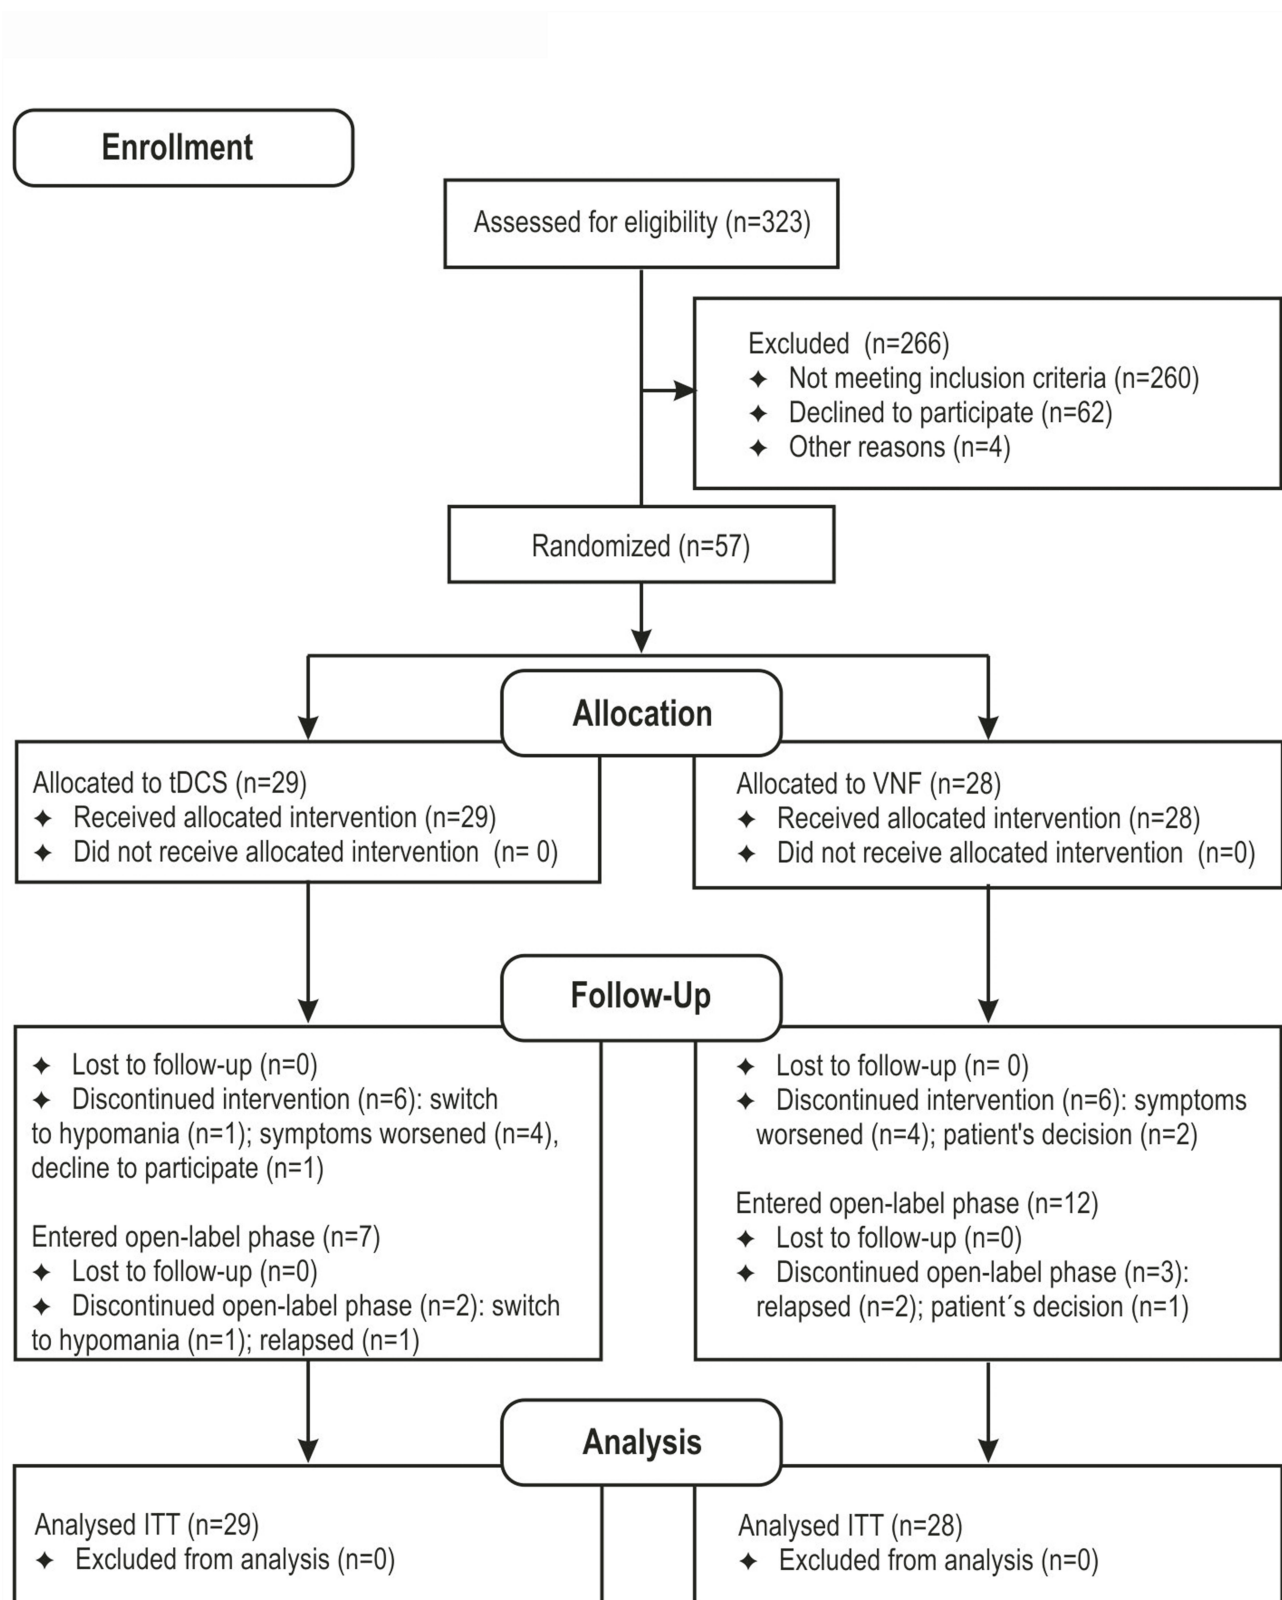 Enrollment
Assessed for eligibility (n=323)
Excluded (n=266)
✦ Not meeting inclusion criteria (n=260)
✦ Declined to participate (n=62)
✦ Other reasons (n=4)
Randomized (n=57)
Allocation
Allocated to tDCS (n=29)
✦ Received allocated intervention (n=29)
✦ Did not receive allocated intervention (n= 0)
Allocated to VNF (n=28)
✦ Received allocated intervention (n=28)
✦ Did not receive allocated intervention (n=0)
Follow-Up
✦ Lost to follow-up (n=0)
✦ Discontinued intervention (n=6): switch
to hypomania (n=1); symptoms worsened (n=4),
decline to participate (n=1)
Entered open-label phase (n=7)
✦ Lost to follow-up (n=0)
✦ Discontinued open-label phase (n=2): switch
to hypomania (n=1); relapsed (n=1)
✦ Lost to follow-up (n= 0)
✦ Discontinued intervention (n=6): symptoms
worsened (n=4); patient's decision (n=2)
Entered open-label phase (n=12)
✦ Lost to follow-up (n=0)
✦ Discontinued open-label phase (n=3):
relapsed (n=2); patient´s decision (n=1)
Analysis
Analysed ITT (n=29)
✦ Excluded from analysis (n=0)
Analysed ITT (n=28)
✦ Excluded from analysis (n=0)